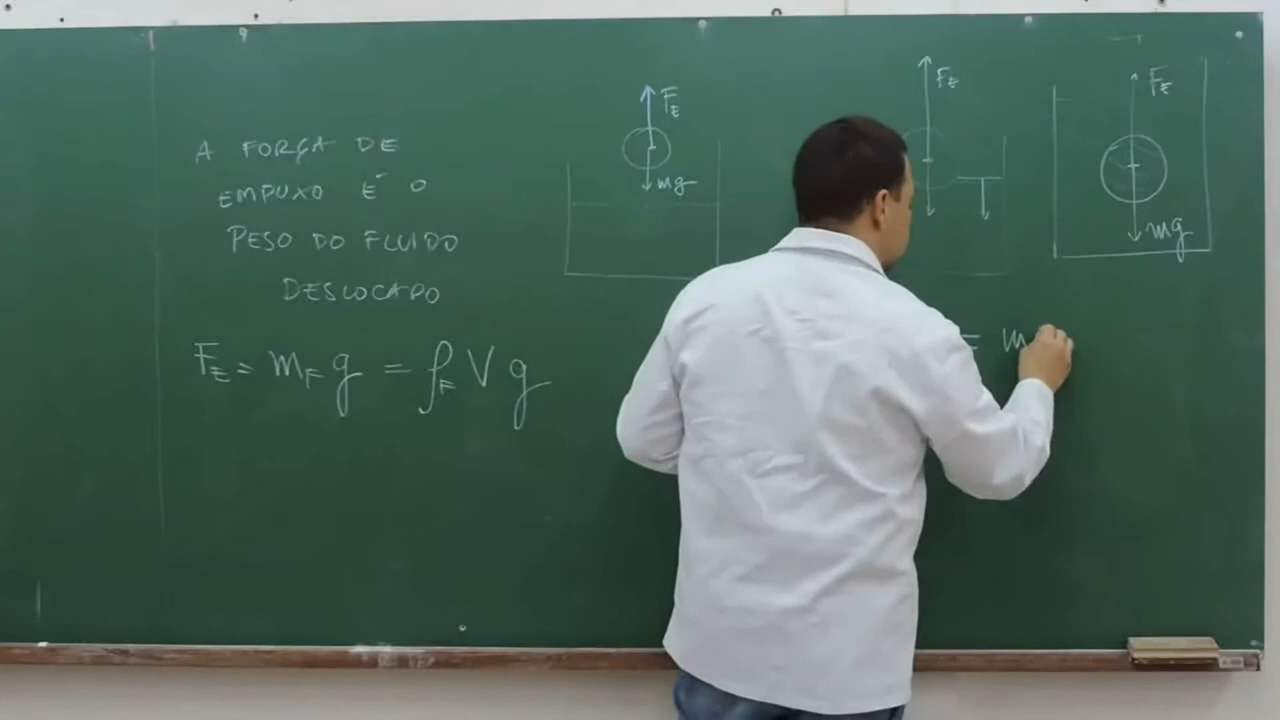 A FORÇA DE
EMPUXO É O
PESO DO FLUIDO
DESLOCADO
F_E = m_F g = ρ_F V g
F_E
mg
F_E
F_E
mg
= m